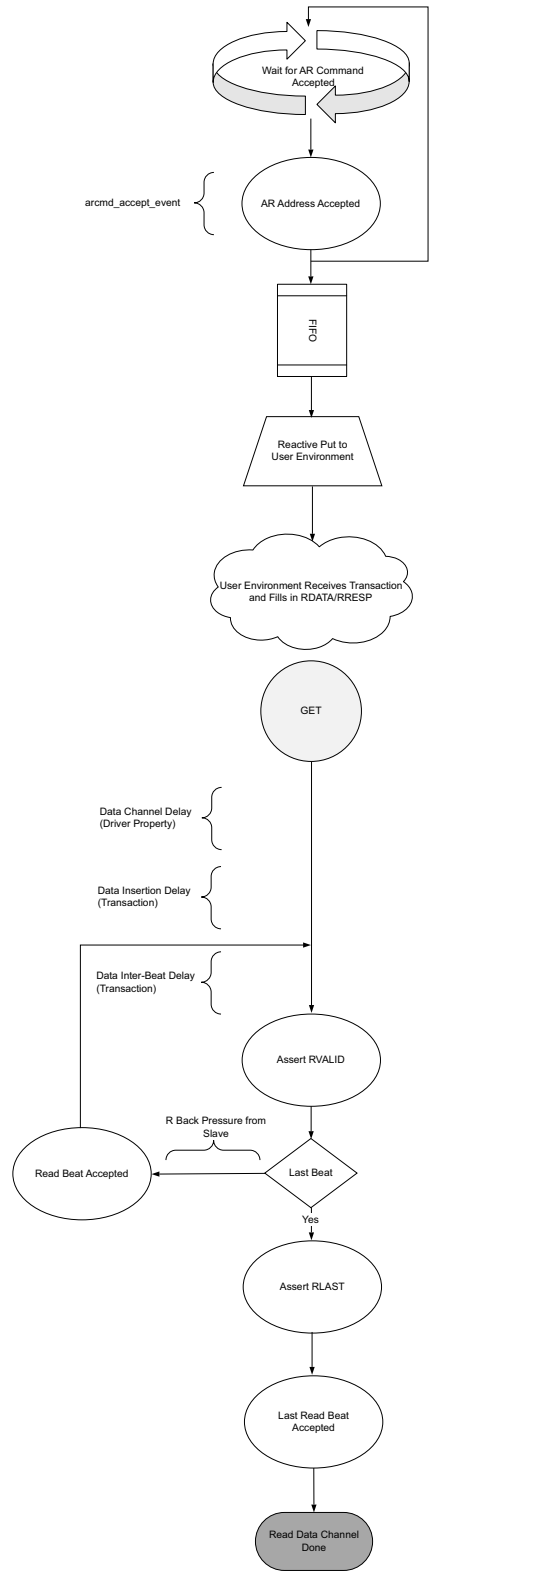 Wait for AR Command
Accepted
arcmd_accept_event
AR Address Accepted
FIFO
Reactive Put to
User Environment
User Environment Receives Transaction
and Fills in RDATA/RRESP
GET
Data Channel Delay
(Driver Property)
Data Insertion Delay
(Transaction)
Data Inter-Beat Delay
(Transaction)
Assert RVALID
R Back Pressure from
Slave
Read Beat Accepted
Last Beat
Yes
Assert RLAST
Last Read Beat
Accepted
Read Data Channel
Done